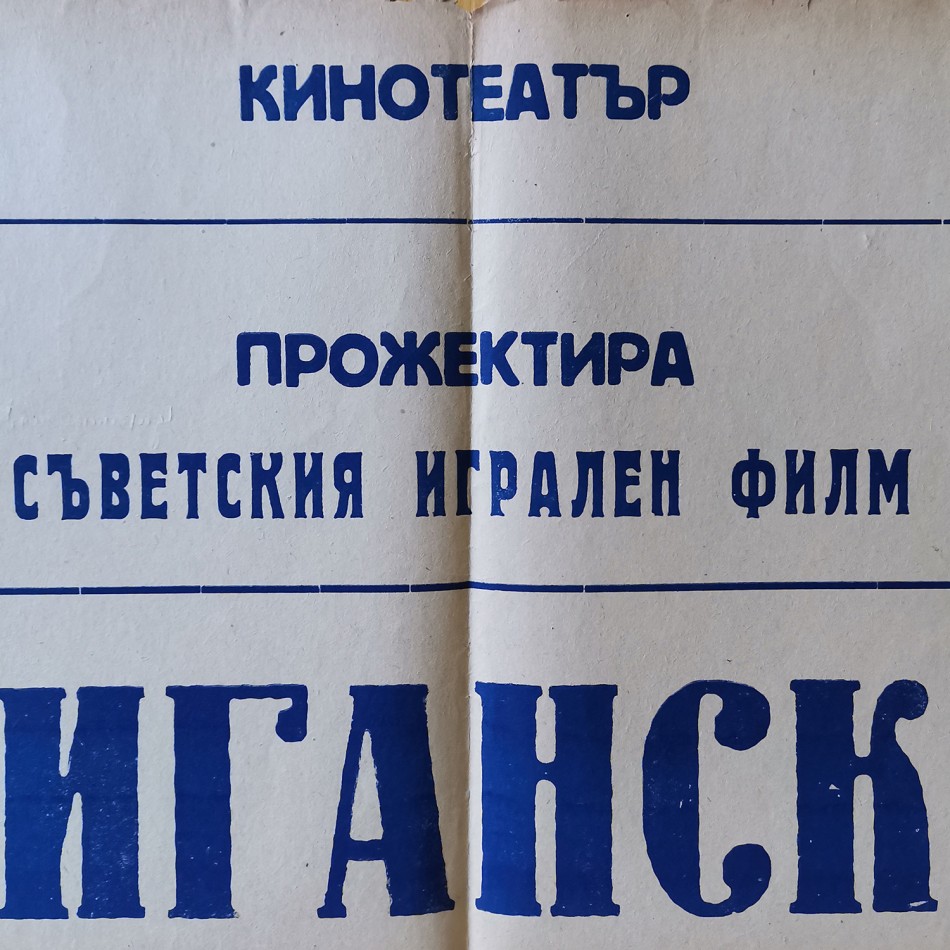 КИНОТЕАТЪР
ПРОЖЕКТИРА
СЪВЕТСКИЯ ИГРАЛЕН ФИЛМ
ИГАНСК